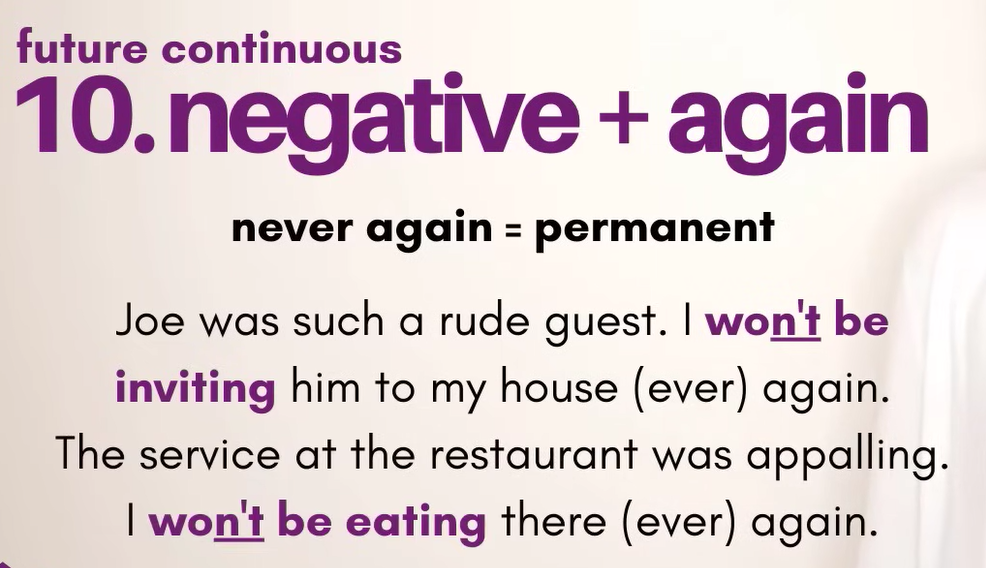 future continuous
10. negative + again
never again = permanent
Joe was such a rude guest. I won't be
inviting him to my house (ever) again.
The service at the restaurant was appalling.
I won't be eating there (ever) again.